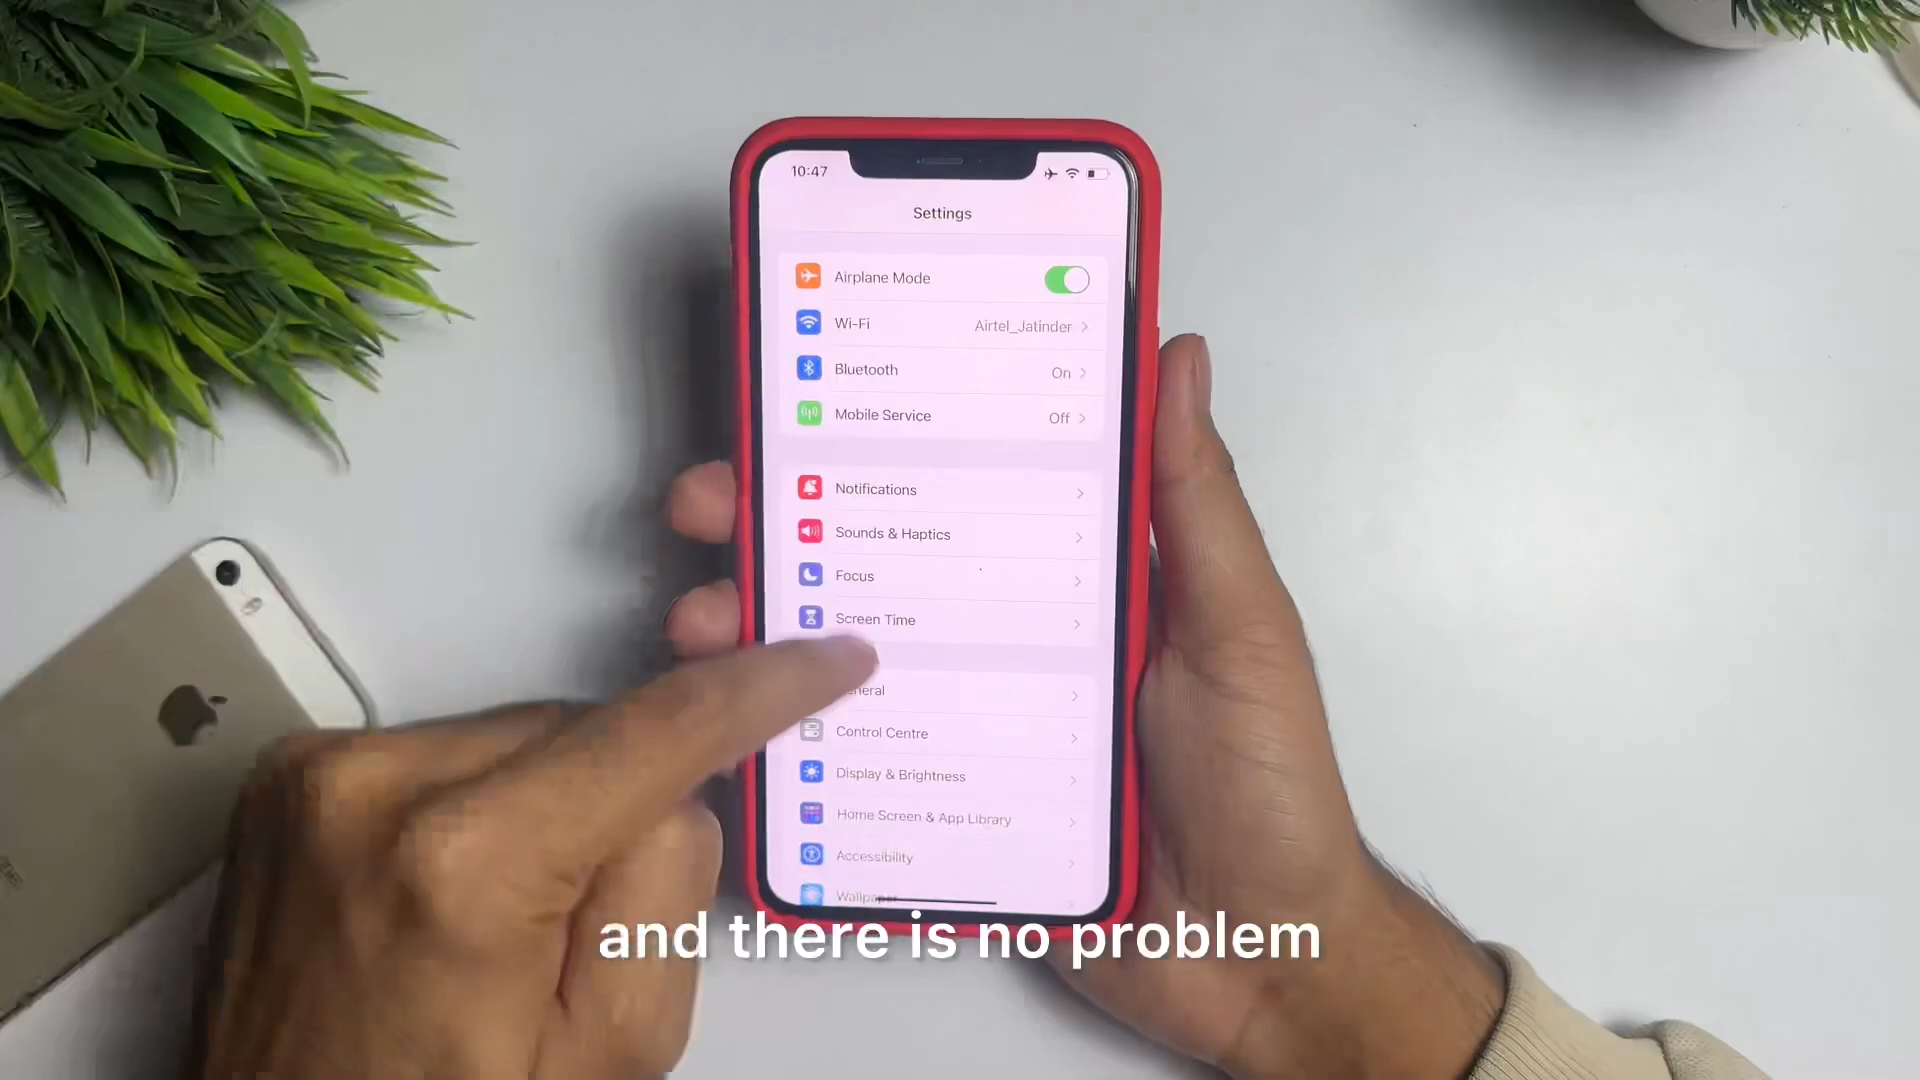 10:47
Settings
Airplane Mode
Wi-Fi Airtel_Jatinder
Bluetooth On
Mobile Service Off
Notifications
Sounds & Haptics
Focus
Screen Time
Control Centre
Display & Brightness
Home Screen & App Library
Accessibility
Wallpaper
and there is no problem